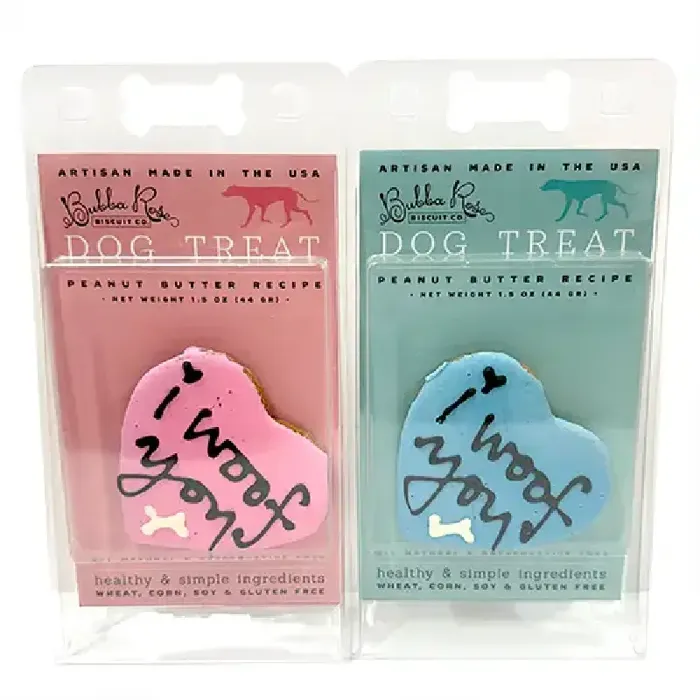 ARTISAN MADE IN THE USA
Bubba Rose
BISCUIT CO.
DOG TREAT
PEANUT BUTTER RECIPE
• NET WEIGHT 1.5 OZ (44 GR) •
i
woof
you
healthy & simple ingredients
WHEAT, CORN, SOY & GLUTEN FREE
ARTISAN MADE IN THE USA
Bubba Rose
BISCUIT CO.
DOG TREAT
PEANUT BUTTER RECIPE
• NET WEIGHT 1.5 OZ (44 GR) •
i
woof
you
healthy & simple ingredients
WHEAT, CORN, SOY & GLUTEN FREE